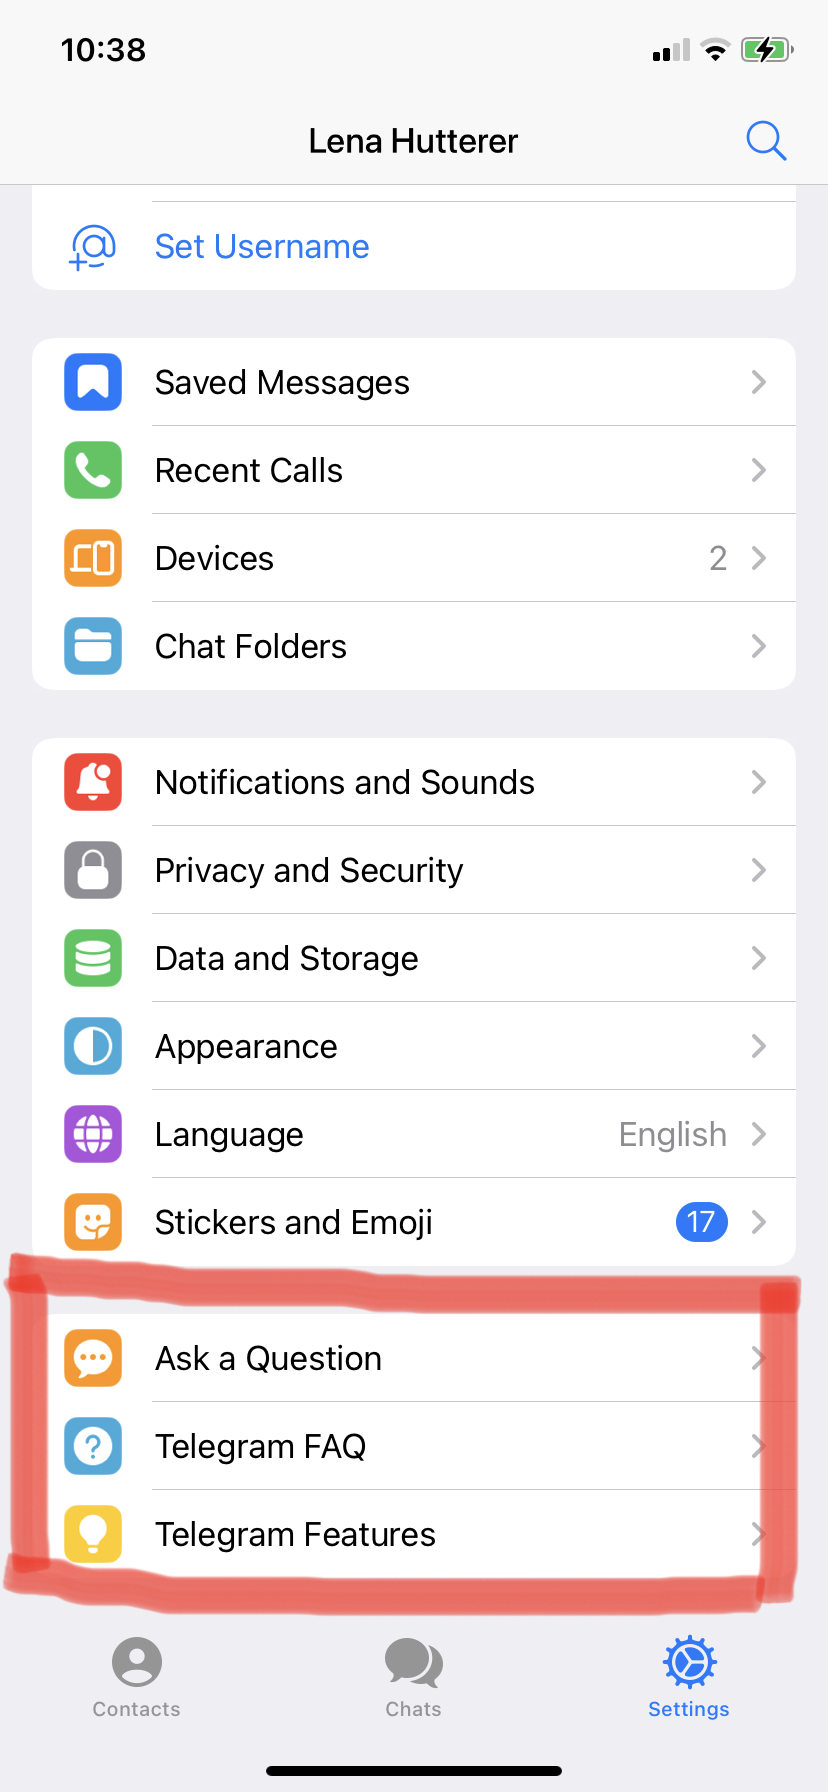 10:38
Lena Hutterer
Set Username
Saved Messages
Recent Calls
Devices 2
Chat Folders
Notifications and Sounds
Privacy and Security
Data and Storage
Appearance
Language English
Stickers and Emoji 17
Ask a Question
Telegram FAQ
Telegram Features
Contacts Chats Settings